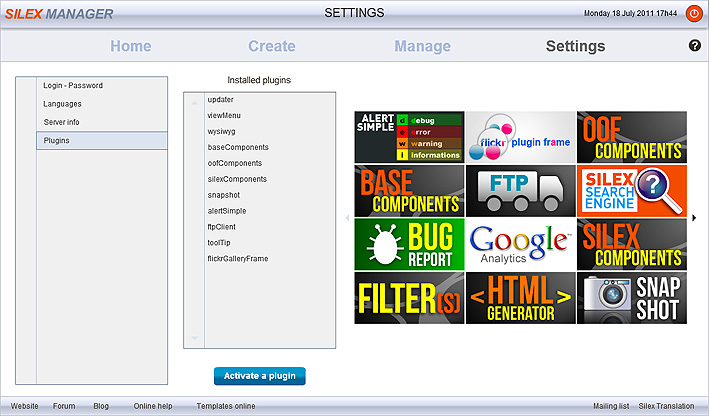 SILEX MANAGER
SETTINGS
Monday 18 July 2011 17h44
Home
Create
Manage
Settings
?
Login - Password
Languages
Server info
Plugins
Installed plugins
updater
viewMenu
wysiwyg
baseComponents
oofComponents
silexComponents
snapshot
alertSimple
ftpClient
toolTip
flickrGalleryFrame
Activate a plugin
ALERT
SIMPLE
d debug
e error
w warning
i informations
flickr plugin frame
OOF
COMPONENTS
BASE
COMPONENTS
FTP
SILEX
SEARCH
ENGINE
?
BUG
REPORT
Google™
Analytics
SILEX
COMPONENTS
FILTER(S)
<HTML>
GENERATOR
SNAP
SHOT
Website
Forum
Blog
Online help
Templates online
Mailing list
Silex Translation